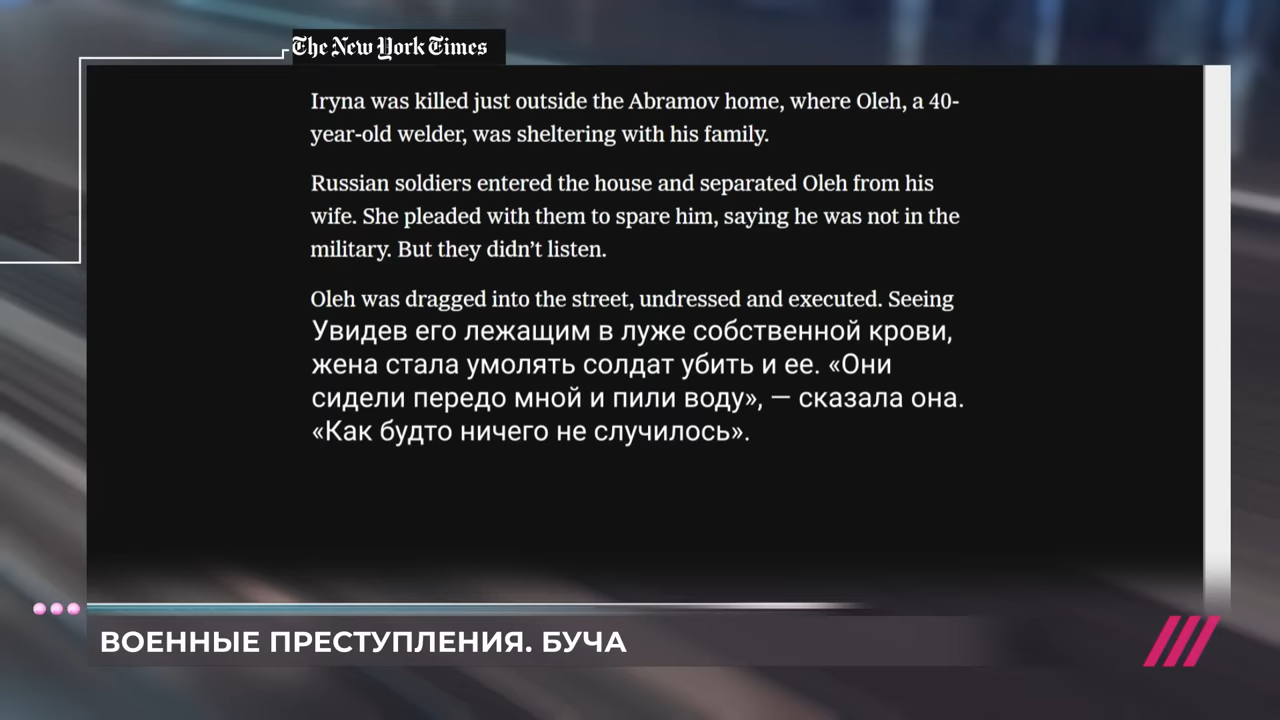 The New York Times
Iryna was killed just outside the Abramov home, where Oleh, a 40-
year-old welder, was sheltering with his family.
Russian soldiers entered the house and separated Oleh from his
wife. She pleaded with them to spare him, saying he was not in the
military. But they didn’t listen.
Oleh was dragged into the street, undressed and executed. Seeing
Увидев его лежащим в луже собственной крови,
жена стала умолять солдат убить и ее. «Они
сидели передо мной и пили воду», — сказала она.
«Как будто ничего не случилось».
ВОЕННЫЕ ПРЕСТУПЛЕНИЯ. БУЧА